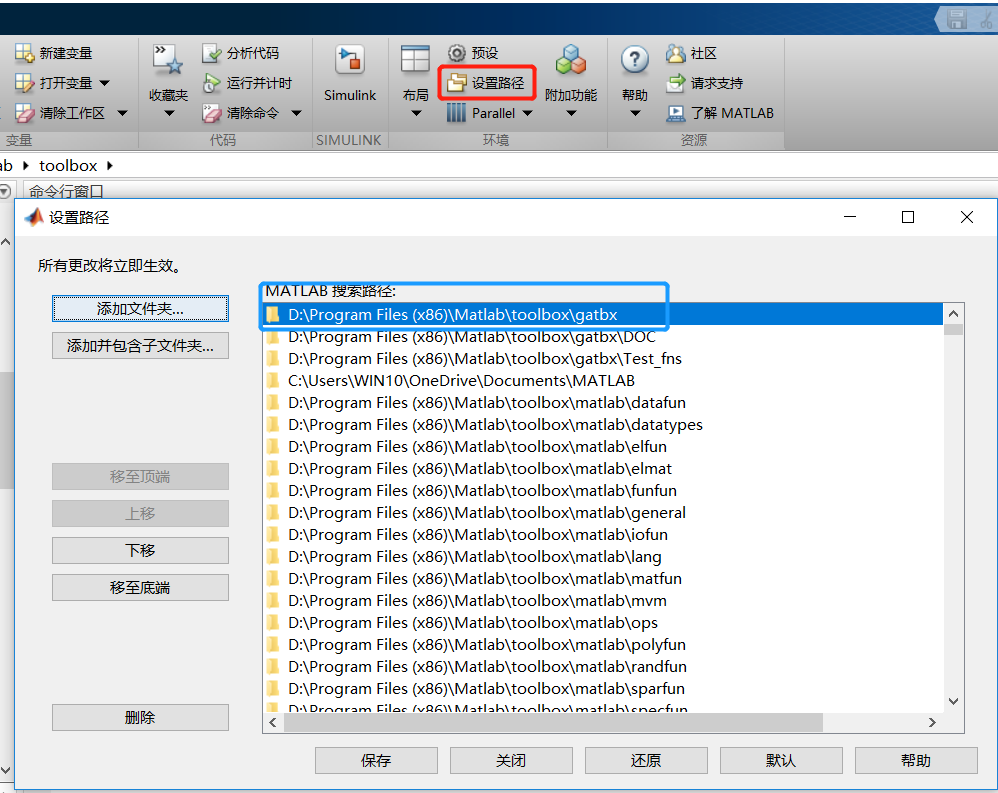 新建变量
打开变量
清除工作区
变量
收藏夹
分析代码
运行并计时
清除命令
代码
Simulink
SIMULINK
布局
预设
设置路径
Parallel
附加功能
环境
帮助
社区
请求支持
了解 MATLAB
资源
ab toolbox
命令行窗口
设置路径
所有更改将立即生效。
添加文件夹...
添加并包含子文件夹...
移至顶端
上移
下移
移至底端
删除
MATLAB 搜索路径:
D:\Program Files (x86)\Matlab\toolbox\gatbx
D:\Program Files (x86)\Matlab\toolbox\gatbx\DOC
D:\Program Files (x86)\Matlab\toolbox\gatbx\Test_fns
C:\Users\WIN10\OneDrive\Documents\MATLAB
D:\Program Files (x86)\Matlab\toolbox\matlab\datafun
D:\Program Files (x86)\Matlab\toolbox\matlab\datatypes
D:\Program Files (x86)\Matlab\toolbox\matlab\elfun
D:\Program Files (x86)\Matlab\toolbox\matlab\elmat
D:\Program Files (x86)\Matlab\toolbox\matlab\funfun
D:\Program Files (x86)\Matlab\toolbox\matlab\general
D:\Program Files (x86)\Matlab\toolbox\matlab\iofun
D:\Program Files (x86)\Matlab\toolbox\matlab\lang
D:\Program Files (x86)\Matlab\toolbox\matlab\matfun
D:\Program Files (x86)\Matlab\toolbox\matlab\mvm
D:\Program Files (x86)\Matlab\toolbox\matlab\ops
D:\Program Files (x86)\Matlab\toolbox\matlab\polyfun
D:\Program Files (x86)\Matlab\toolbox\matlab\randfun
D:\Program Files (x86)\Matlab\toolbox\matlab\sparfun
D:\Program Files (x86)\Matlab\toolbox\matlab\specfun
保存
关闭
还原
默认
帮助